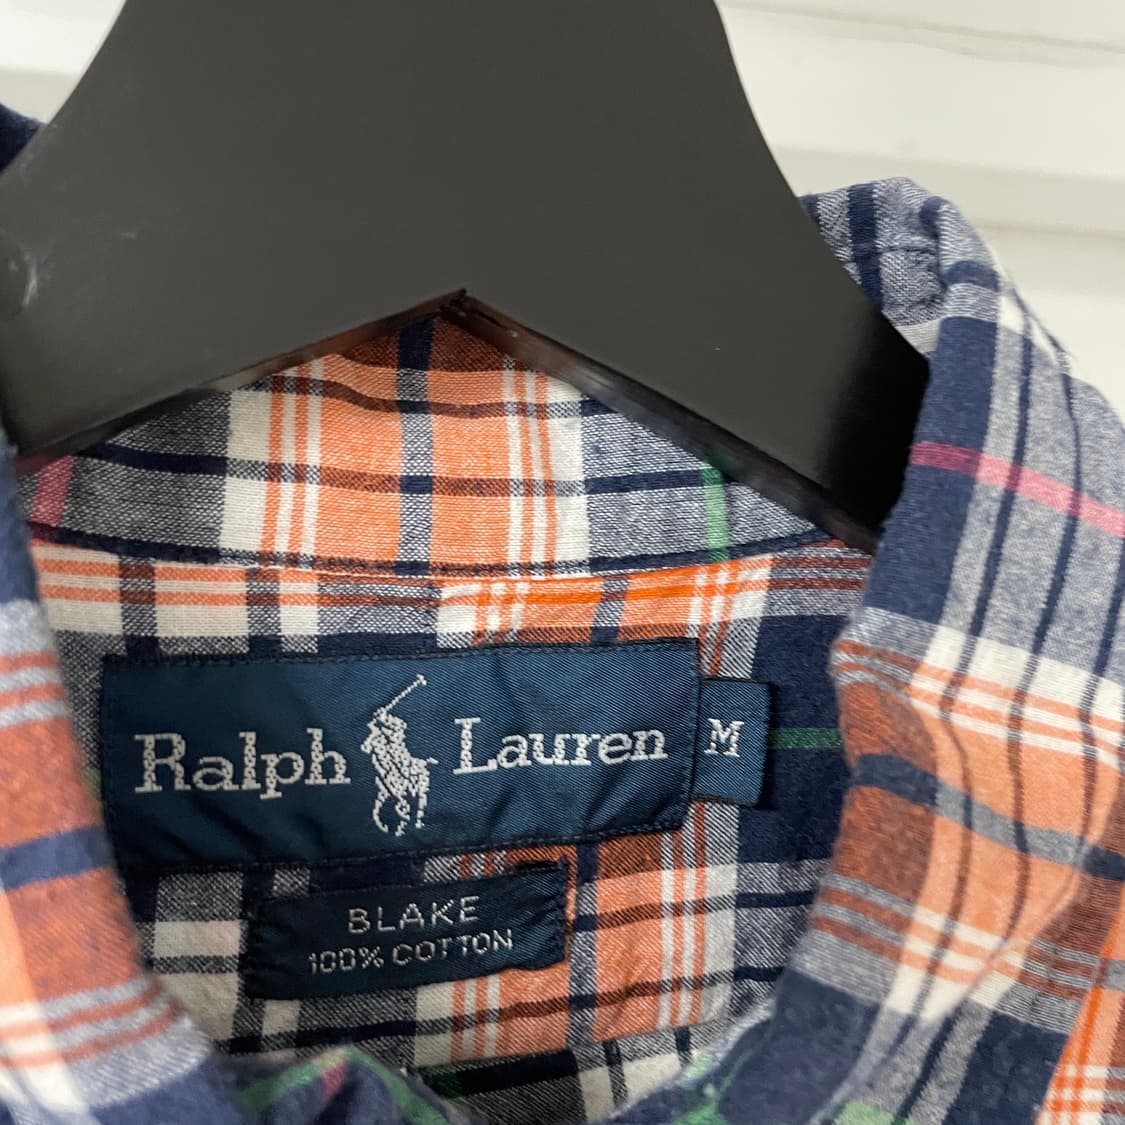 Ralph Lauren
M
BLAKE
100% COTTON